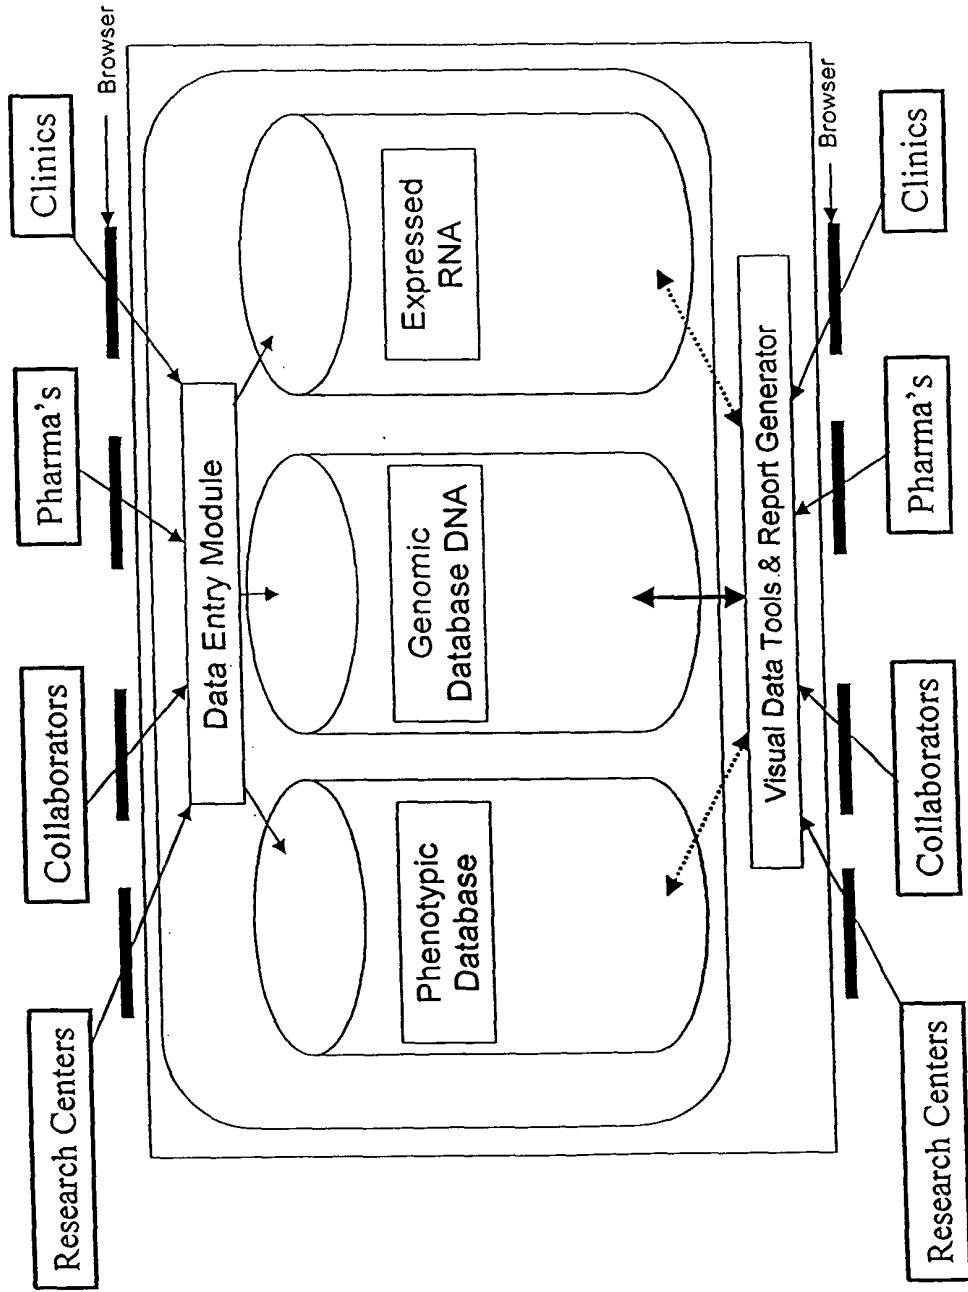 Research Centers
Collaborators
Pharma's
Clinics
Browser
Data Entry Module
Phenotypic
Database
Genomic
Database DNA
Expressed
RNA
Visual Data Tools & Report Generator
Browser
Research Centers
Collaborators
Pharma's
Clinics